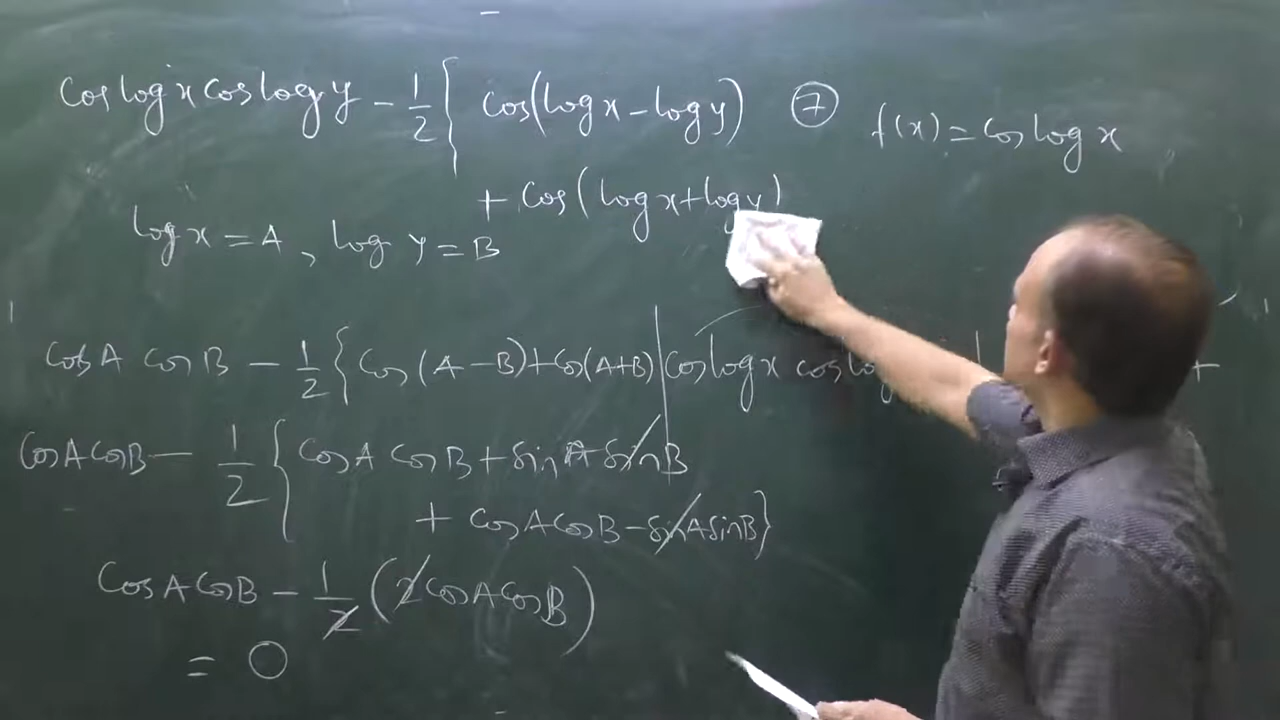 cos log x cos log y - 1/2 { cos(log x - log y) ⑦ f(x) = cos log x
+ cos(log x + log y)
log x = A, log y = B
cos A cos B - 1/2 { cos(A - B) + cos(A+B) | cos log x cos log
cos A cos B - 1/2 { cos A cos B + sin A sin B
+ cos A cos B - sin A sin B }
cos A cos B - 1/2 (2 cos A cos B)
= 0